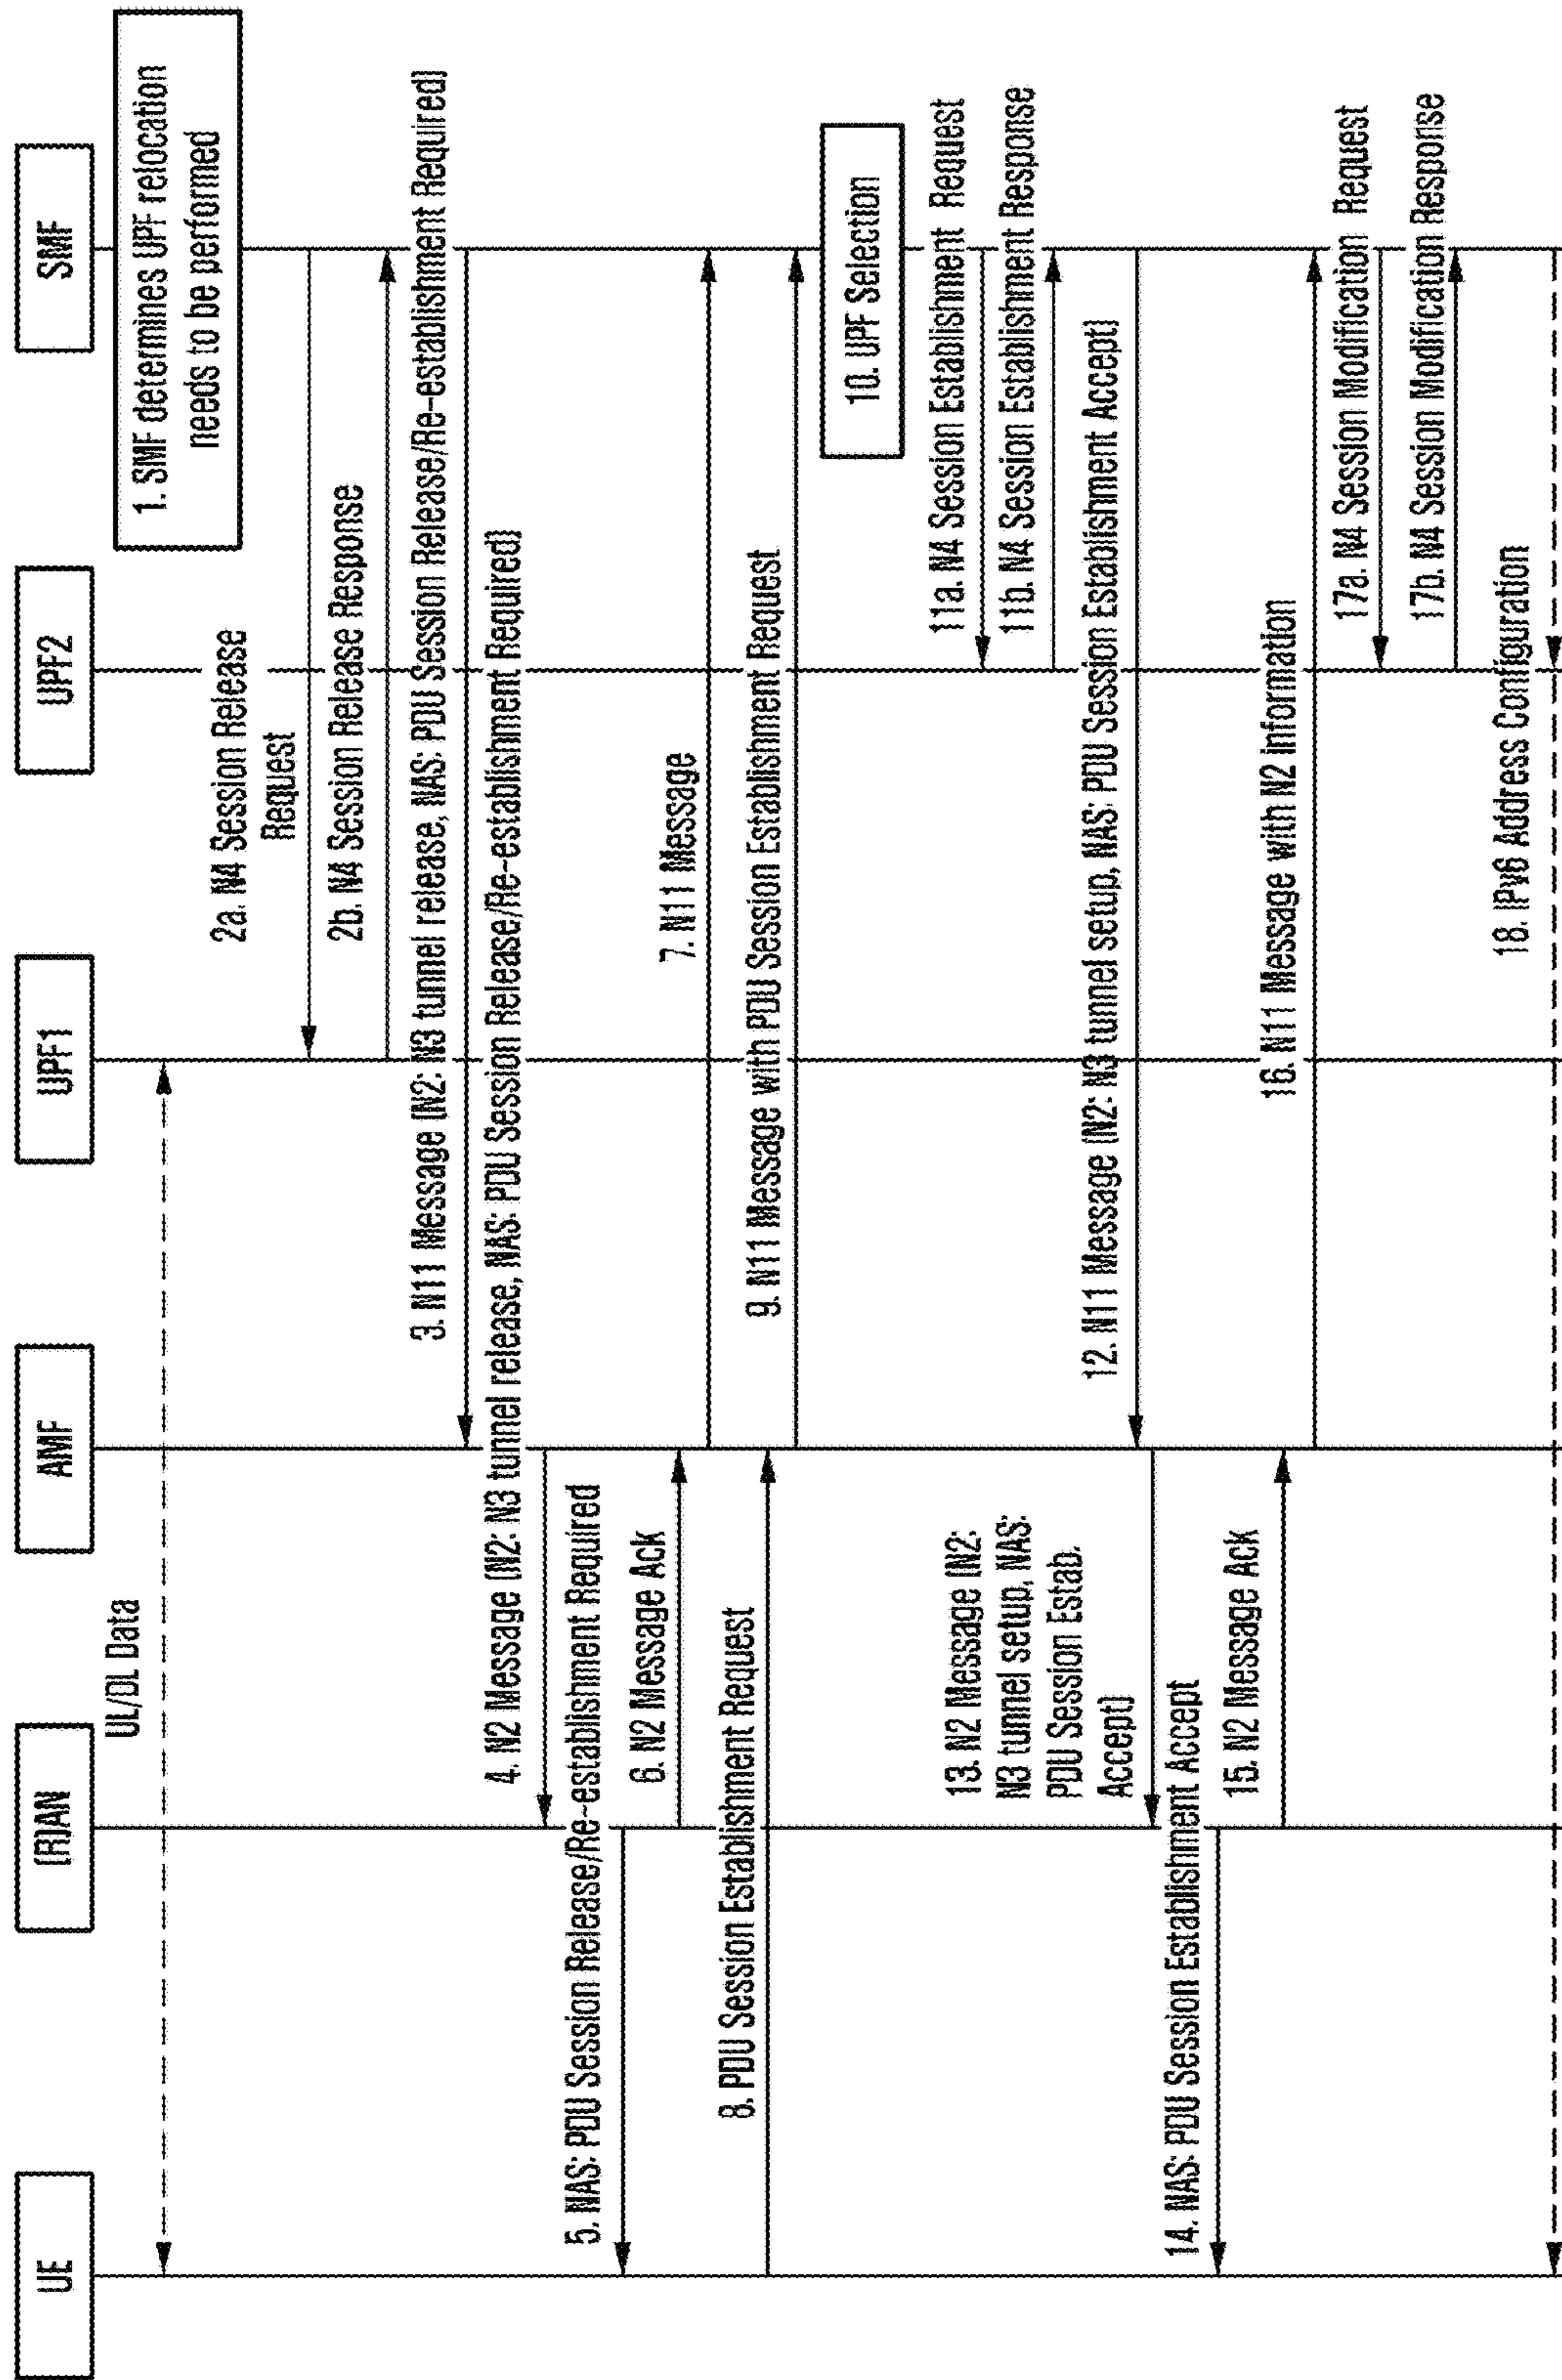 UE
[R]AN
AMF
UPF1
UPF2
SMF
UL/DL Data
1. SMF determines UPF relocation
needs to be performed
2a. N4 Session Release
Request
2b. N4 Session Release Response
3. N11 Message (N2: N3 tunnel release, NAS: PDU Session Release/Re-establishment Required)
4. N2 Message (N2: N3 tunnel release, NAS: PDU Session Release/Re-establishment Required)
5. NAS: PDU Session Release/Re-establishment Required
6. N2 Message Ack
7. N11 Message
8. PDU Session Establishment Request
9. N11 Message with PDU Session Establishment Request
10. UPF Selection
11a. N4 Session Establishment Request
11b. N4 Session Establishment Response
12. N11 Message (N2: N3 tunnel setup, NAS: PDU Session Establishment Accept)
13. N2 Message (N2:
N3 tunnel setup, NAS:
PDU Session Estab.
Accept)
14. NAS: PDU Session Establishment Accept
15. N2 Message Ack
16. N11 Message with N2 information
17a. N4 Session Modification Request
17b. N4 Session Modification Response
18. IPv6 Address Configuration